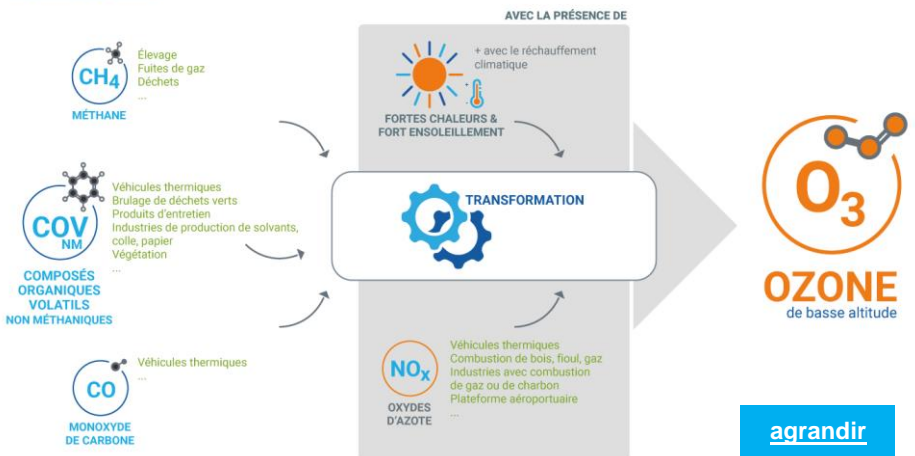 AVEC LA PRÉSENCE DE
CH4
Élevage
Fuites de gaz
Déchets
...
MÉTHANE
+ avec le réchauffement
climatique
FORTES CHALEURS &
FORT ENSOLEILLEMENT
COV
NM
Véhicules thermiques
Brulage de déchets verts
Produits d'entretien
Industries de production de solvants,
colle, papier
Végétation
...
COMPOSÉS
ORGANIQUES
VOLATILS
NON MÉTHANIQUES
TRANSFORMATION
O3
OZONE
de basse altitude
CO
Véhicules thermiques
...
MONOXYDE
DE CARBONE
NOx
Véhicules thermiques
Combustion de bois, fioul, gaz
Industries avec combustion
de gaz ou de charbon
Plateforme aéroportuaire
...
OXYDES
D'AZOTE
agrandir